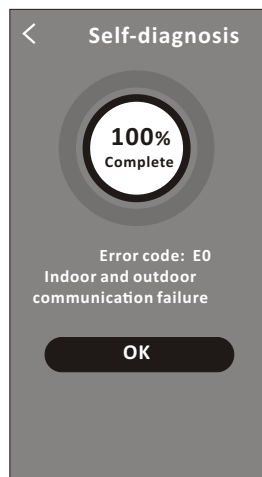 Self-diagnosis
100%
Complete
Error code: E0
Indoor and outdoor
communication failure
OK